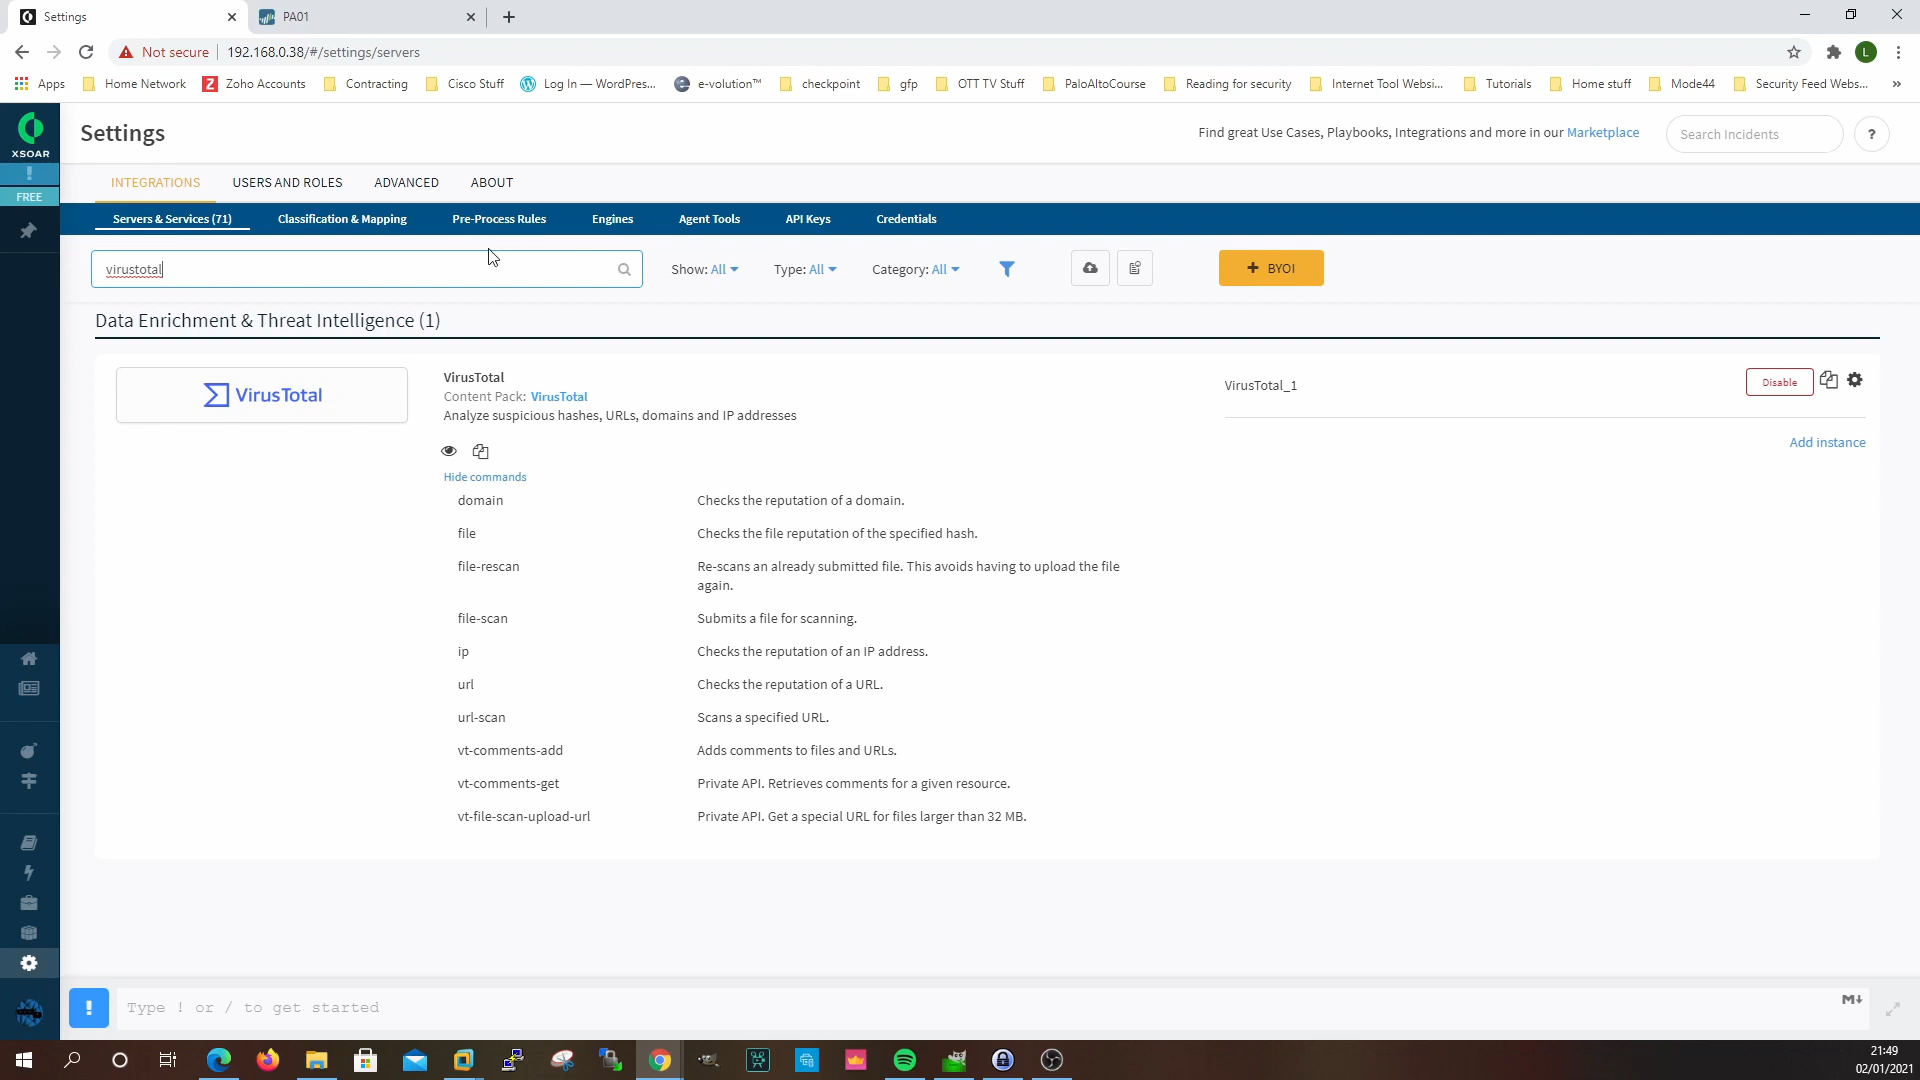 Settings
PA01
Not secure
192.168.0.38/#/settings/servers
L
Apps
Home Network
Zoho Accounts
Contracting
Cisco Stuff
Log In — WordPres...
e-volution™
checkpoint
gfp
OTT TV Stuff
PaloAltoCourse
Reading for security
Internet Tool Websi...
Tutorials
Home stuff
Mode44
Security Feed Webs...
»
XSOAR
FREE
Settings
Find great Use Cases, Playbooks, Integrations and more in our Marketplace
Search Incidents
?
INTEGRATIONS
USERS AND ROLES
ADVANCED
ABOUT
Servers & Services (71)
Classification & Mapping
Pre-Process Rules
Engines
Agent Tools
API Keys
Credentials
virustotal
Show: All
Type: All
Category: All
+ BYOI
Data Enrichment & Threat Intelligence (1)
VirusTotal
VirusTotal
Content Pack: VirusTotal
Analyze suspicious hashes, URLs, domains and IP addresses
VirusTotal_1
Disable
Add instance
Hide commands
domain
Checks the reputation of a domain.
file
Checks the file reputation of the specified hash.
file-rescan
Re-scans an already submitted file. This avoids having to upload the file
again.
file-scan
Submits a file for scanning.
ip
Checks the reputation of an IP address.
url
Checks the reputation of a URL.
url-scan
Scans a specified URL.
vt-comments-add
Adds comments to files and URLs.
vt-comments-get
Private API. Retrieves comments for a given resource.
vt-file-scan-upload-url
Private API. Get a special URL for files larger than 32 MB.
!
Type ! or / to get started
M↓
21:49
02/01/2021